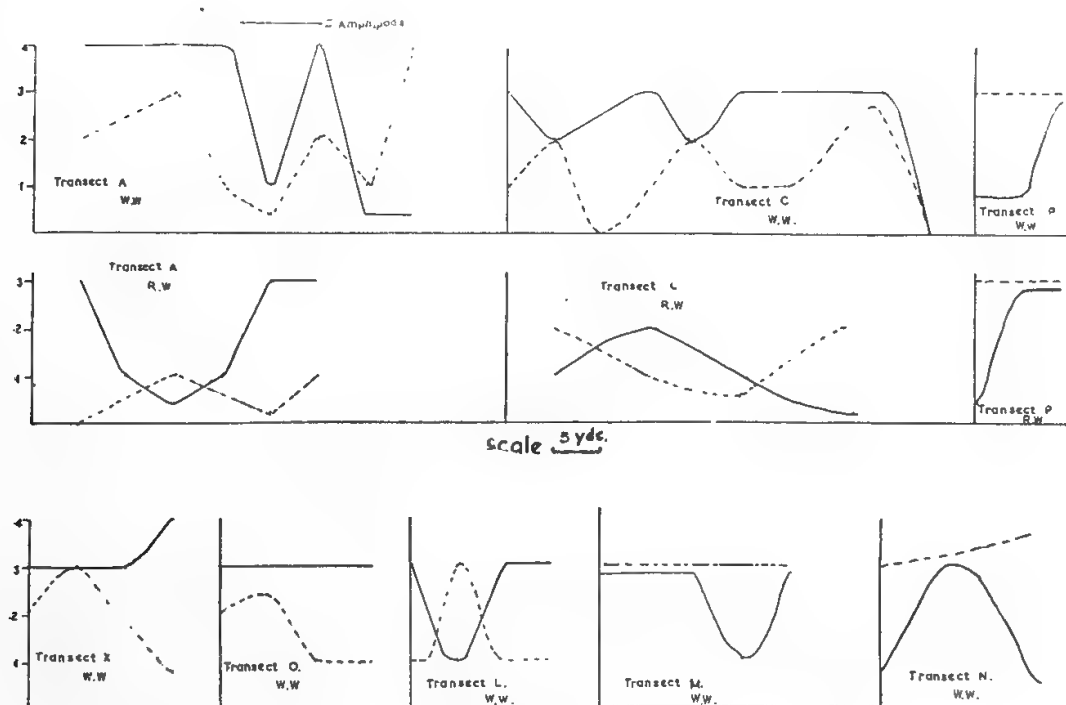 Amphipods
4
3
2
1
Transect A
W.W
Transect C
W.W.
Transect P
W.W
3
2
1
Transect A
R.W
Transect C
R.W
Transect P
R.W
Scale 5 yds.
4
3
2
1
Transect X
W.W
Transect O.
W.W
Transect L.
W.W.
Transect M.
W.W.
Transect N.
W.W.